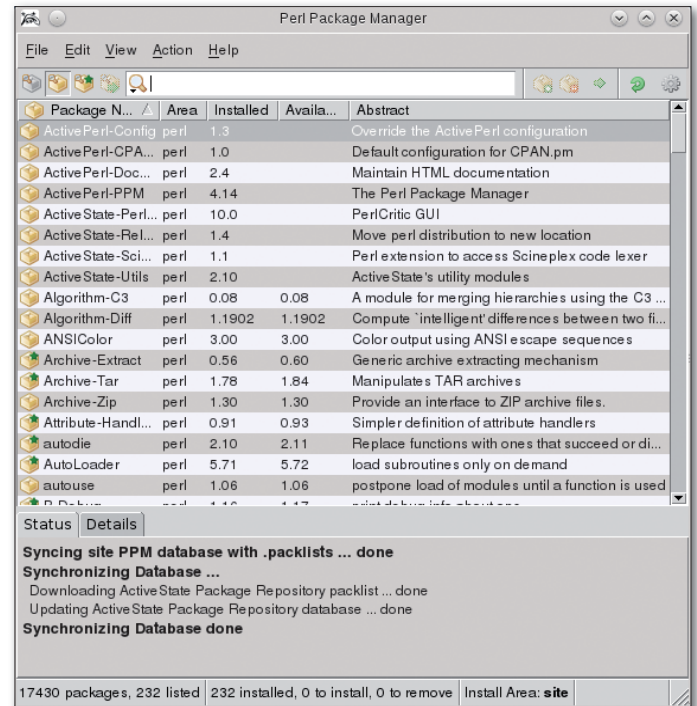 Perl Package Manager
File Edit View Action Help
Package N... Area Installed Availa... Abstract
ActivePerl-Config perl 1.3 Override the ActivePerl configuration
ActivePerl-CPA... perl 1.0 Default configuration for CPAN.pm
ActivePerl-Doc... perl 2.4 Maintain HTML documentation
ActivePerl-PPM perl 4.14 The Perl Package Manager
ActiveState-Perl... perl 10.0 PerlCritic GUI
ActiveState-Rel... perl 1.4 Move perl distribution to new location
ActiveState-Sci... perl 1.1 Perl extension to access Scineplex code lexer
ActiveState-Utils perl 2.10 ActiveState's utility modules
Algorithm-C3 perl 0.08 0.08 A module for merging hierarchies using the C3 ...
Algorithm-Diff perl 1.1902 1.1902 Compute `intelligent' differences between two fi...
ANSIColor perl 3.00 3.00 Color output using ANSI escape sequences
Archive-Extract perl 0.56 0.60 Generic archive extracting mechanism
Archive-Tar perl 1.78 1.84 Manipulates TAR archives
Archive-Zip perl 1.30 1.30 Provide an interface to ZIP archive files.
Attribute-Handl... perl 0.91 0.93 Simpler definition of attribute handlers
autodie perl 2.10 2.11 Replace functions with ones that succeed or di...
AutoLoader perl 5.71 5.72 load subroutines only on demand
autouse perl 1.06 1.06 postpone load of modules until a function is used
Status Details
Syncing site PPM database with .packlists ... done
Synchronizing Database ...
Downloading ActiveState Package Repository packlist ... done
Updating ActiveState Package Repository database ... done
Synchronizing Database done
17430 packages, 232 listed 232 installed, 0 to install, 0 to remove Install Area: site